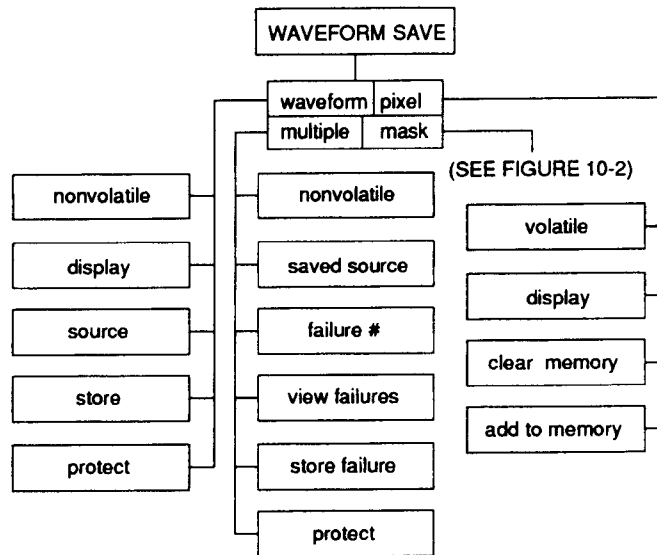 WAVEFORM SAVE
waveform pixel
multiple mask
(SEE FIGURE 10-2)
nonvolatile
display
source
store
protect
nonvolatile
saved source
failure #
view failures
store failure
protect
volatile
display
clear memory
add to memory